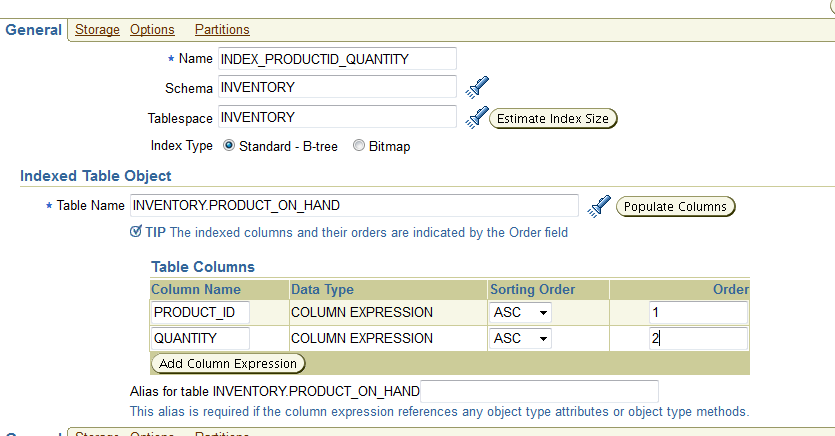 General Storage Options Partitions
* Name INDEX_PRODUCTID_QUANTITY
Schema INVENTORY
Tablespace INVENTORY Estimate Index Size
Index Type Standard - B-tree Bitmap
Indexed Table Object
* Table Name INVENTORY.PRODUCT_ON_HAND Populate Columns
TIP The indexed columns and their orders are indicated by the Order field
Table Columns
Column Name Data Type Sorting Order Order
PRODUCT_ID COLUMN EXPRESSION ASC 1
QUANTITY COLUMN EXPRESSION ASC 2
Add Column Expression
Alias for table INVENTORY.PRODUCT_ON_HAND
This alias is required if the column expression references any object type attributes or object type methods.
General Storage Options Partitions